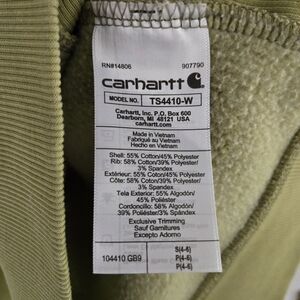 RN#14806 907790
carhartt
MODEL NO. TS4410-W
Carhartt, Inc. P.O. Box 600
Dearborn, MI 48121 USA
carhartt.com
Made in Vietnam
Fabriqué au Vietnam
Hecho en Vietnam
Shell: 55% Cotton/45% Polyester
Rib: 58% Cotton/39% Polyester/
3% Spandex
Extérieur: 55% Coton/45% Polyester
Côte: 58% Coton/39% Polyester/
3% Spandex
Tela Exterior: 55% Algodón/
45% Poliéster
Cordoncillo: 58% Algodón/
39% Poliéster/3% Spandex
Exclusive Trimming
Sauf Garnitures
Excepto Adorno
104410 GB9
S(4-6)
P(4-6)
P(4-6)